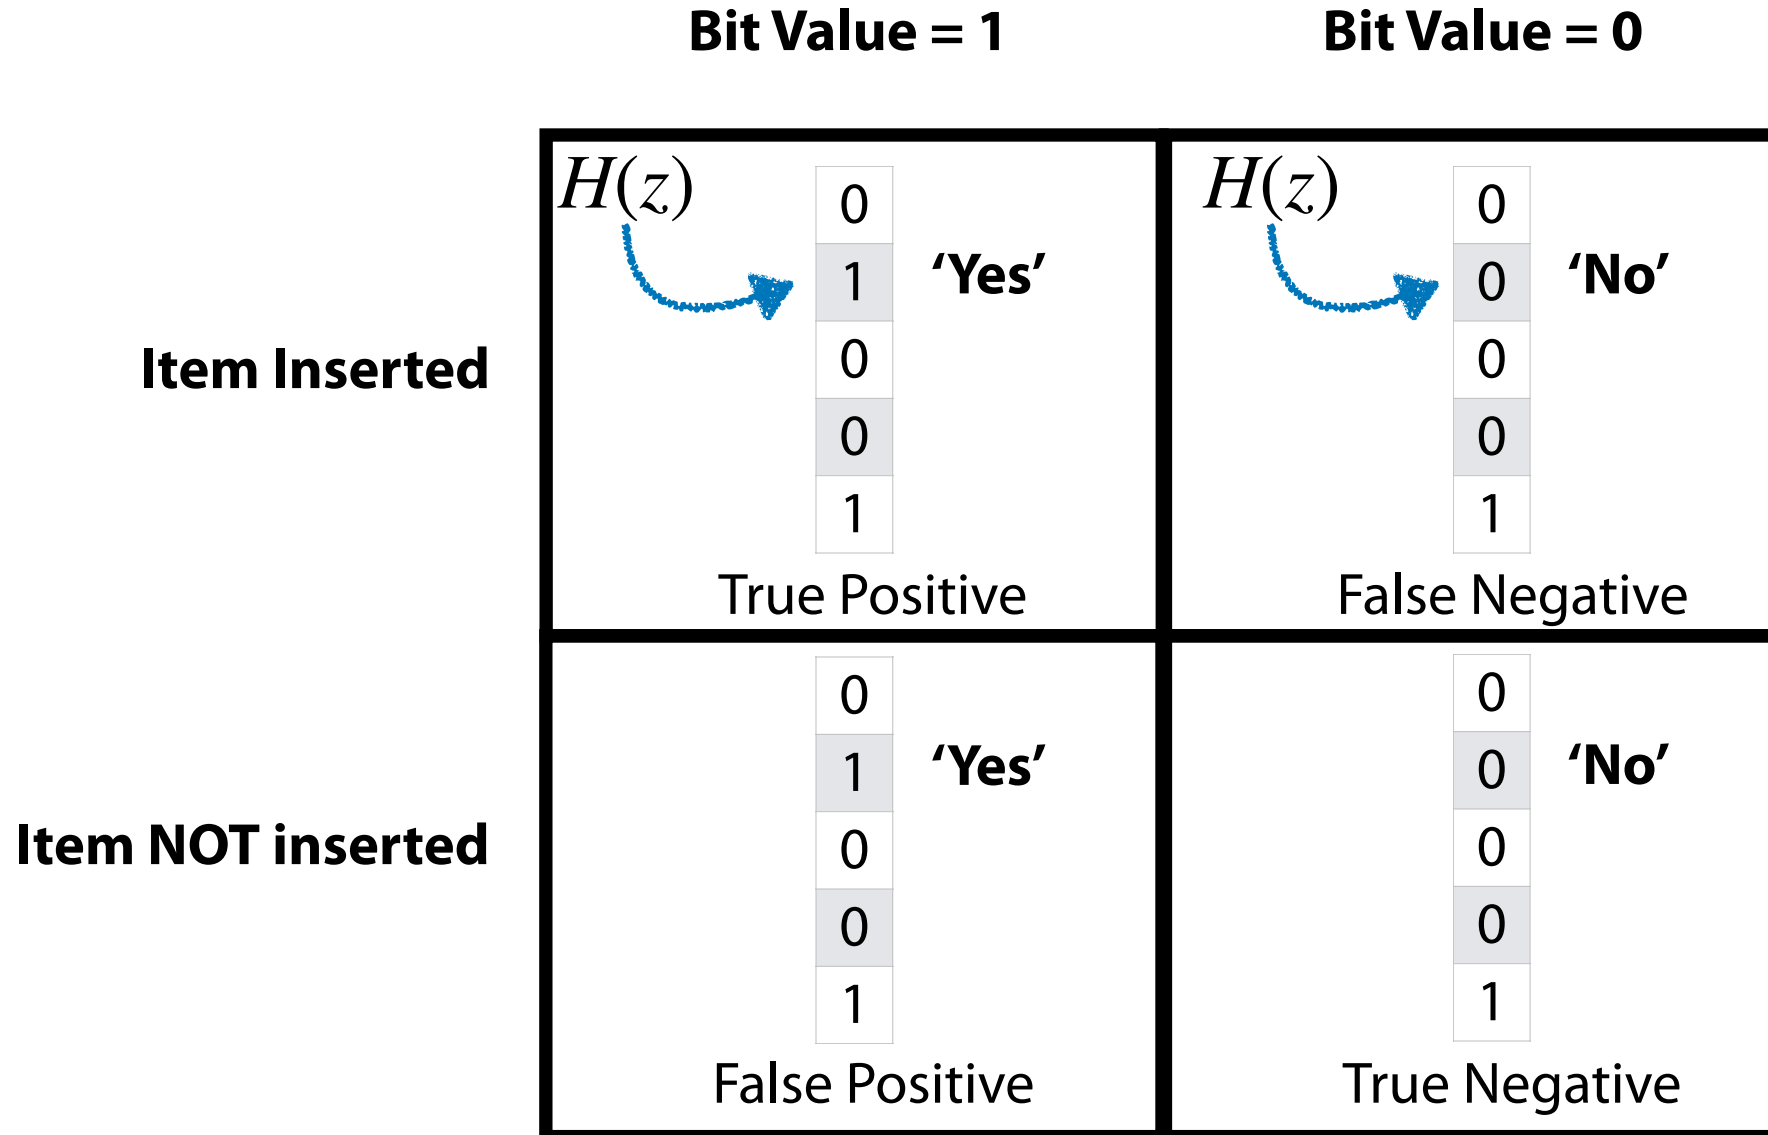 Bit Value = 1
Bit Value = 0
Item Inserted
H(z)
0
1
0
0
1
‘Yes’
True Positive
H(z)
0
0
0
0
1
‘No’
False Negative
Item NOT inserted
0
1
0
0
1
‘Yes’
False Positive
0
0
0
0
1
‘No’
True Negative